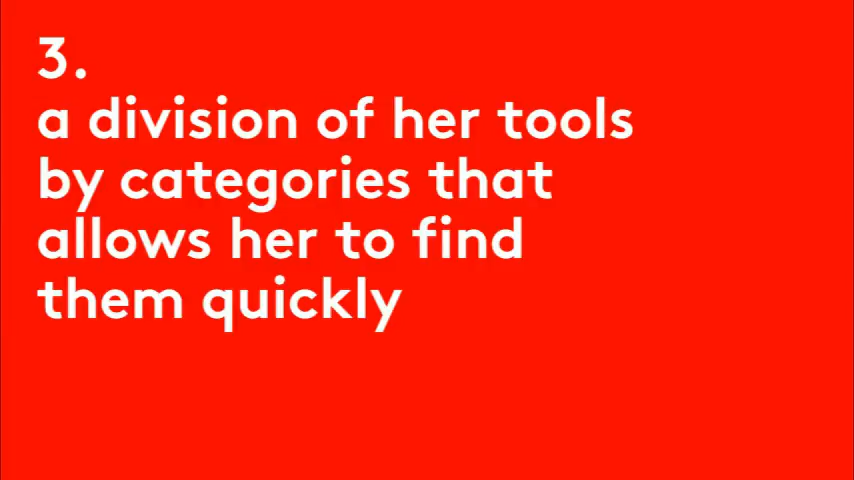 3.
a division of her tools
by categories that
allows her to find
them quickly